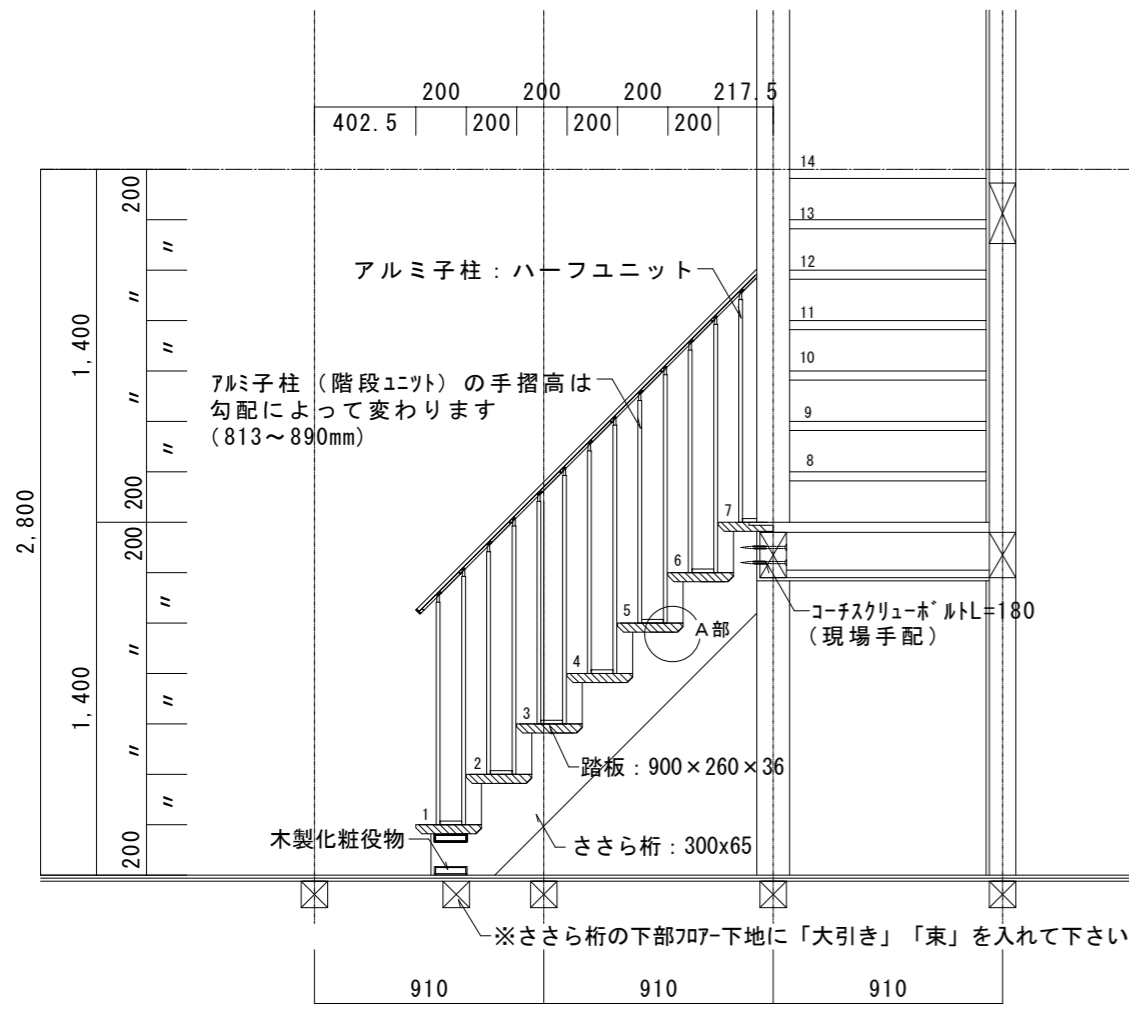 200 200 200 217.5
402.5 200 200 200
14
200
13
〃
12
アルミ子柱：ハーフユニット
〃
11
1,400
〃
10
ｱﾙﾐ子柱（階段ﾕﾆｯﾄ）の手摺高は
勾配によって変わります
(813～890mm)
〃
9
〃
8
200
2,800
7
200
6
〃
コーチスクリューボルトL=180
（現場手配）
5
A部
〃
4
1,400
〃
3
〃
踏板：900×260×36
2
〃
1
木製化粧役物
ささら桁：300x65
200
※ささら桁の下部ﾌﾛｱｰ下地に「大引き」「束」を入れて下さい
910 910 910